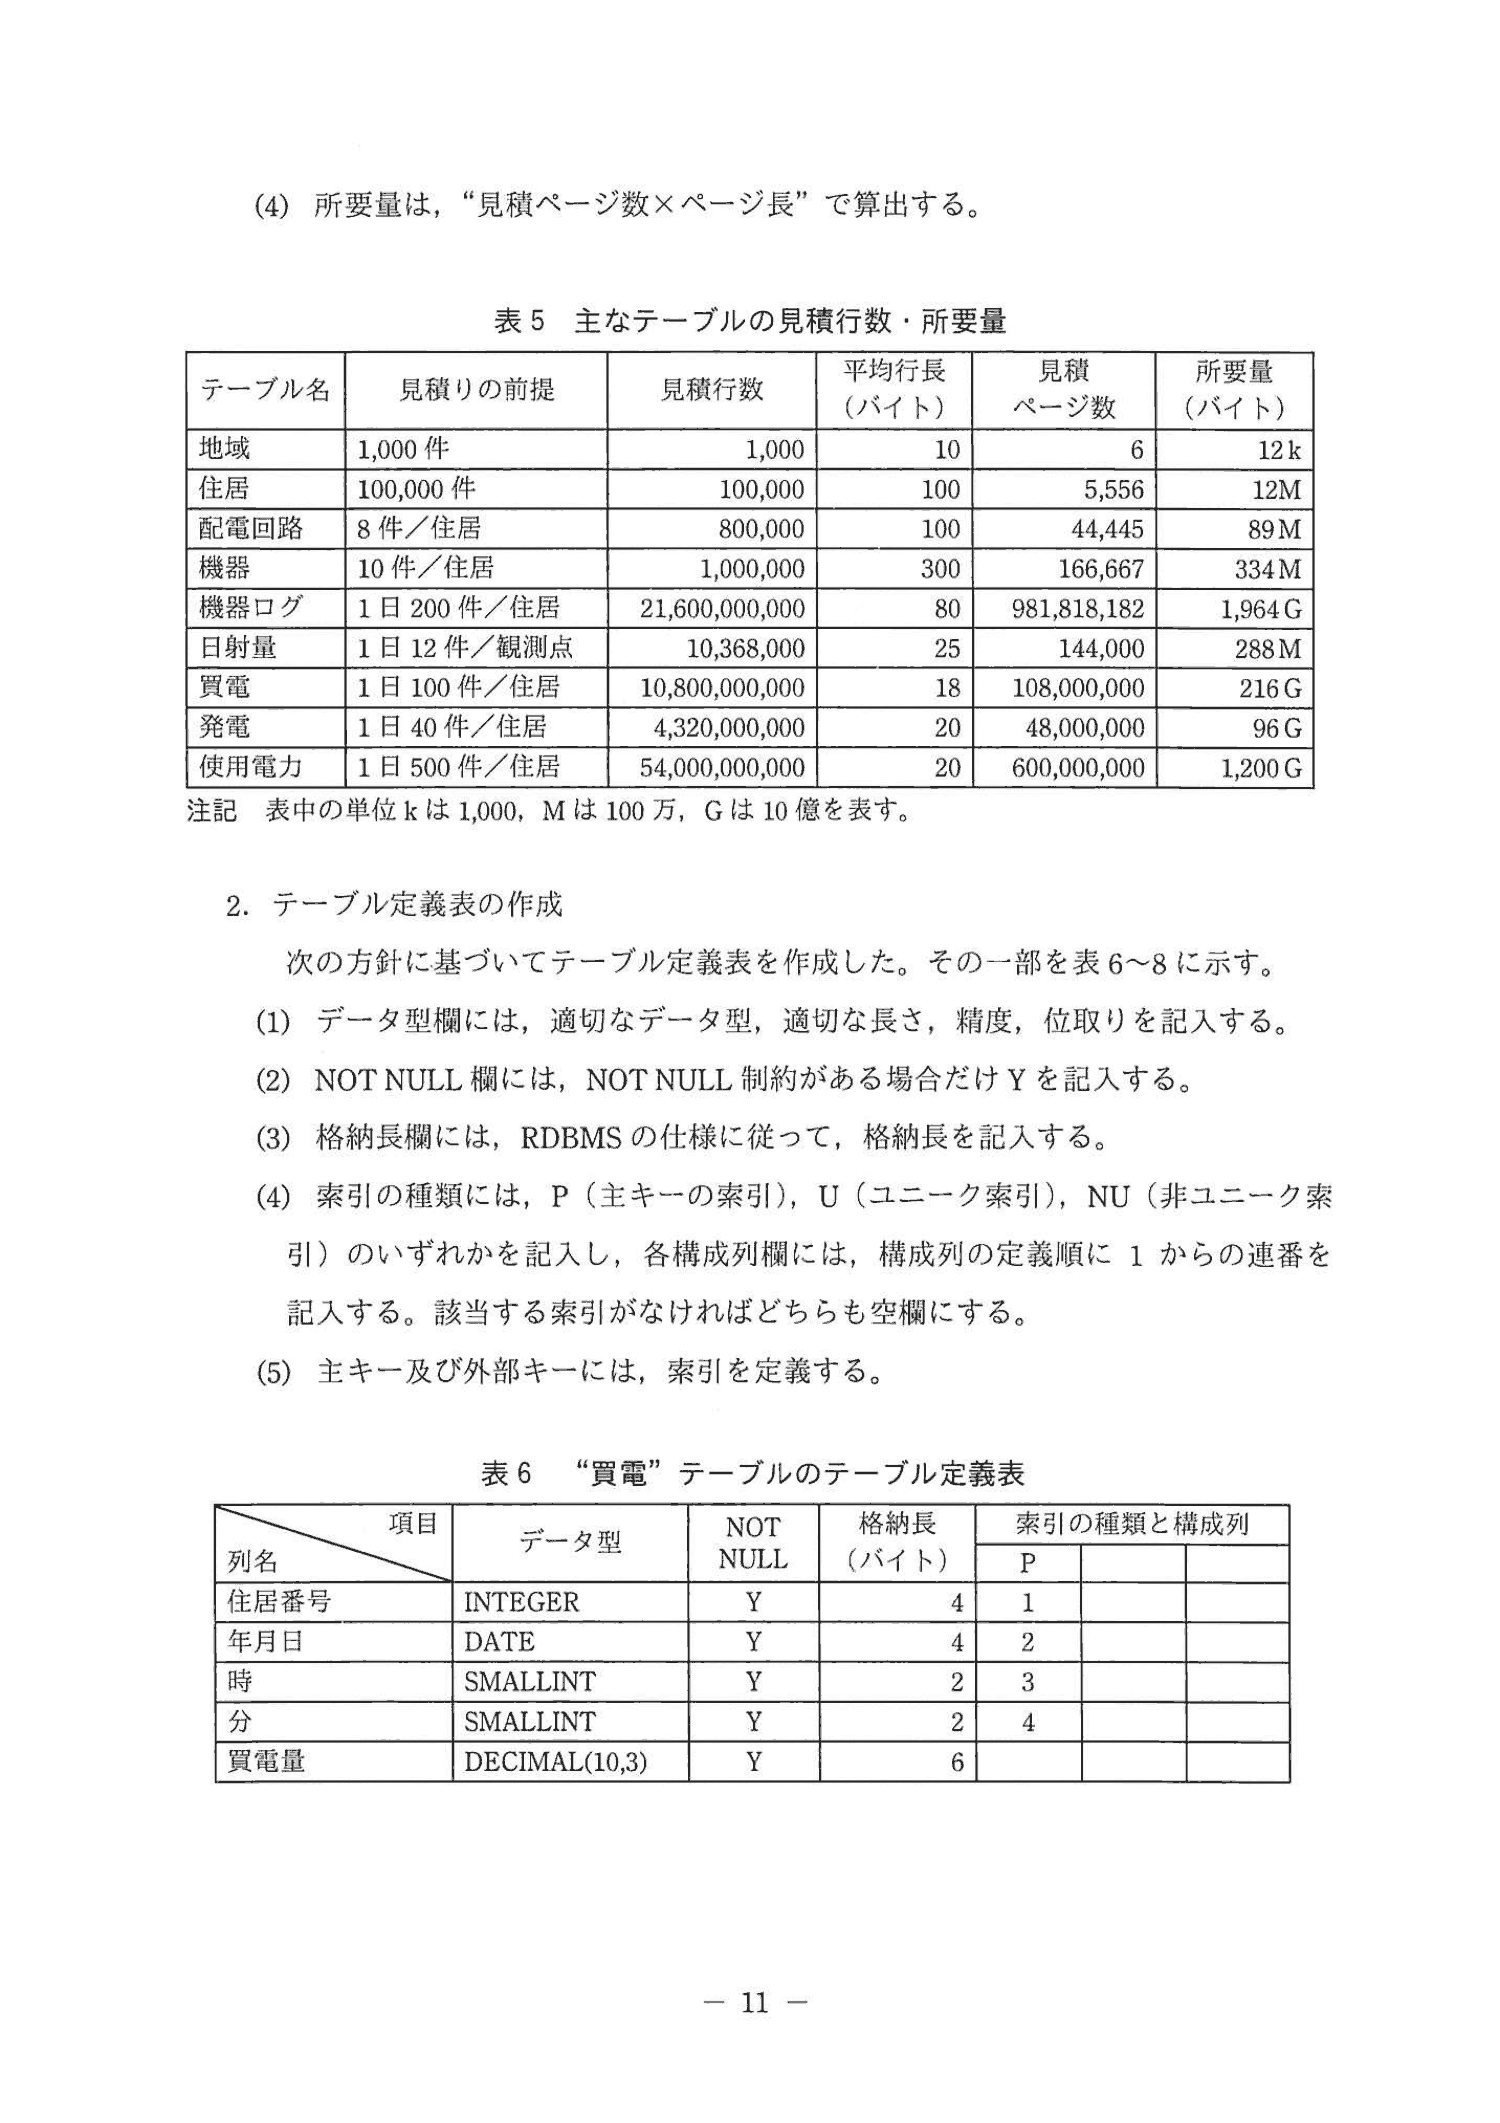 (4) 所要量は，“見積ページ数×ページ長”で算出する。
表5 主なテーブルの見積行数・所要量
テーブル名 見積りの前提 見積行数 平均行長（バイト） 見積ページ数 所要量（バイト）
地域 1,000件 1,000 10 6 12k
住居 100,000件 100,000 100 5,556 12M
配電回路 8件／住居 800,000 100 44,445 89M
機器 10件／住居 1,000,000 300 166,667 334M
機器ログ 1日200件／住居 21,600,000,000 80 981,818,182 1,964G
日射量 1日12件／観測点 10,368,000 25 144,000 288M
買電 1日100件／住居 10,800,000,000 18 108,000,000 216G
発電 1日40件／住居 4,320,000,000 20 48,000,000 96G
使用電力 1日500件／住居 54,000,000,000 20 600,000,000 1,200G
注記 表中の単位kは1,000，Mは100万，Gは10億を表す。
2. テーブル定義表の作成
次の方針に基づいてテーブル定義表を作成した。その一部を表6～8に示す。
(1) データ型欄には，適切なデータ型，適切な長さ，精度，位取りを記入する。
(2) NOT NULL欄には，NOT NULL制約がある場合だけYを記入する。
(3) 格納長欄には，RDBMSの仕様に従って，格納長を記入する。
(4) 索引の種類には，P（主キーの索引），U（ユニーク索引），NU（非ユニーク索
引）のいずれかを記入し，各構成列欄には，構成列の定義順に 1 からの連番を
記入する。該当する索引がなければどちらも空欄にする。
(5) 主キー及び外部キーには，索引を定義する。
表6 “買電”テーブルのテーブル定義表
項目 列名 データ型 NOT NULL 格納長（バイト） 索引の種類と構成列
P
住居番号 INTEGER Y 4 1
年月日 DATE Y 4 2
時 SMALLINT Y 2 3
分 SMALLINT Y 2 4
買電量 DECIMAL(10,3) Y 6
－ 11 －